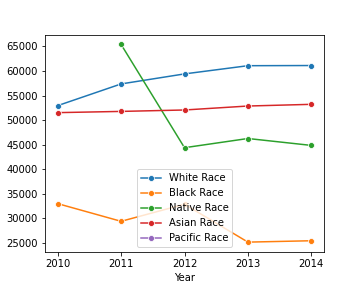 65000
60000
55000
50000
45000
40000
35000
30000
25000
White Race
Black Race
Native Race
Asian Race
Pacific Race
2010 2011 2012 2013 2014
Year